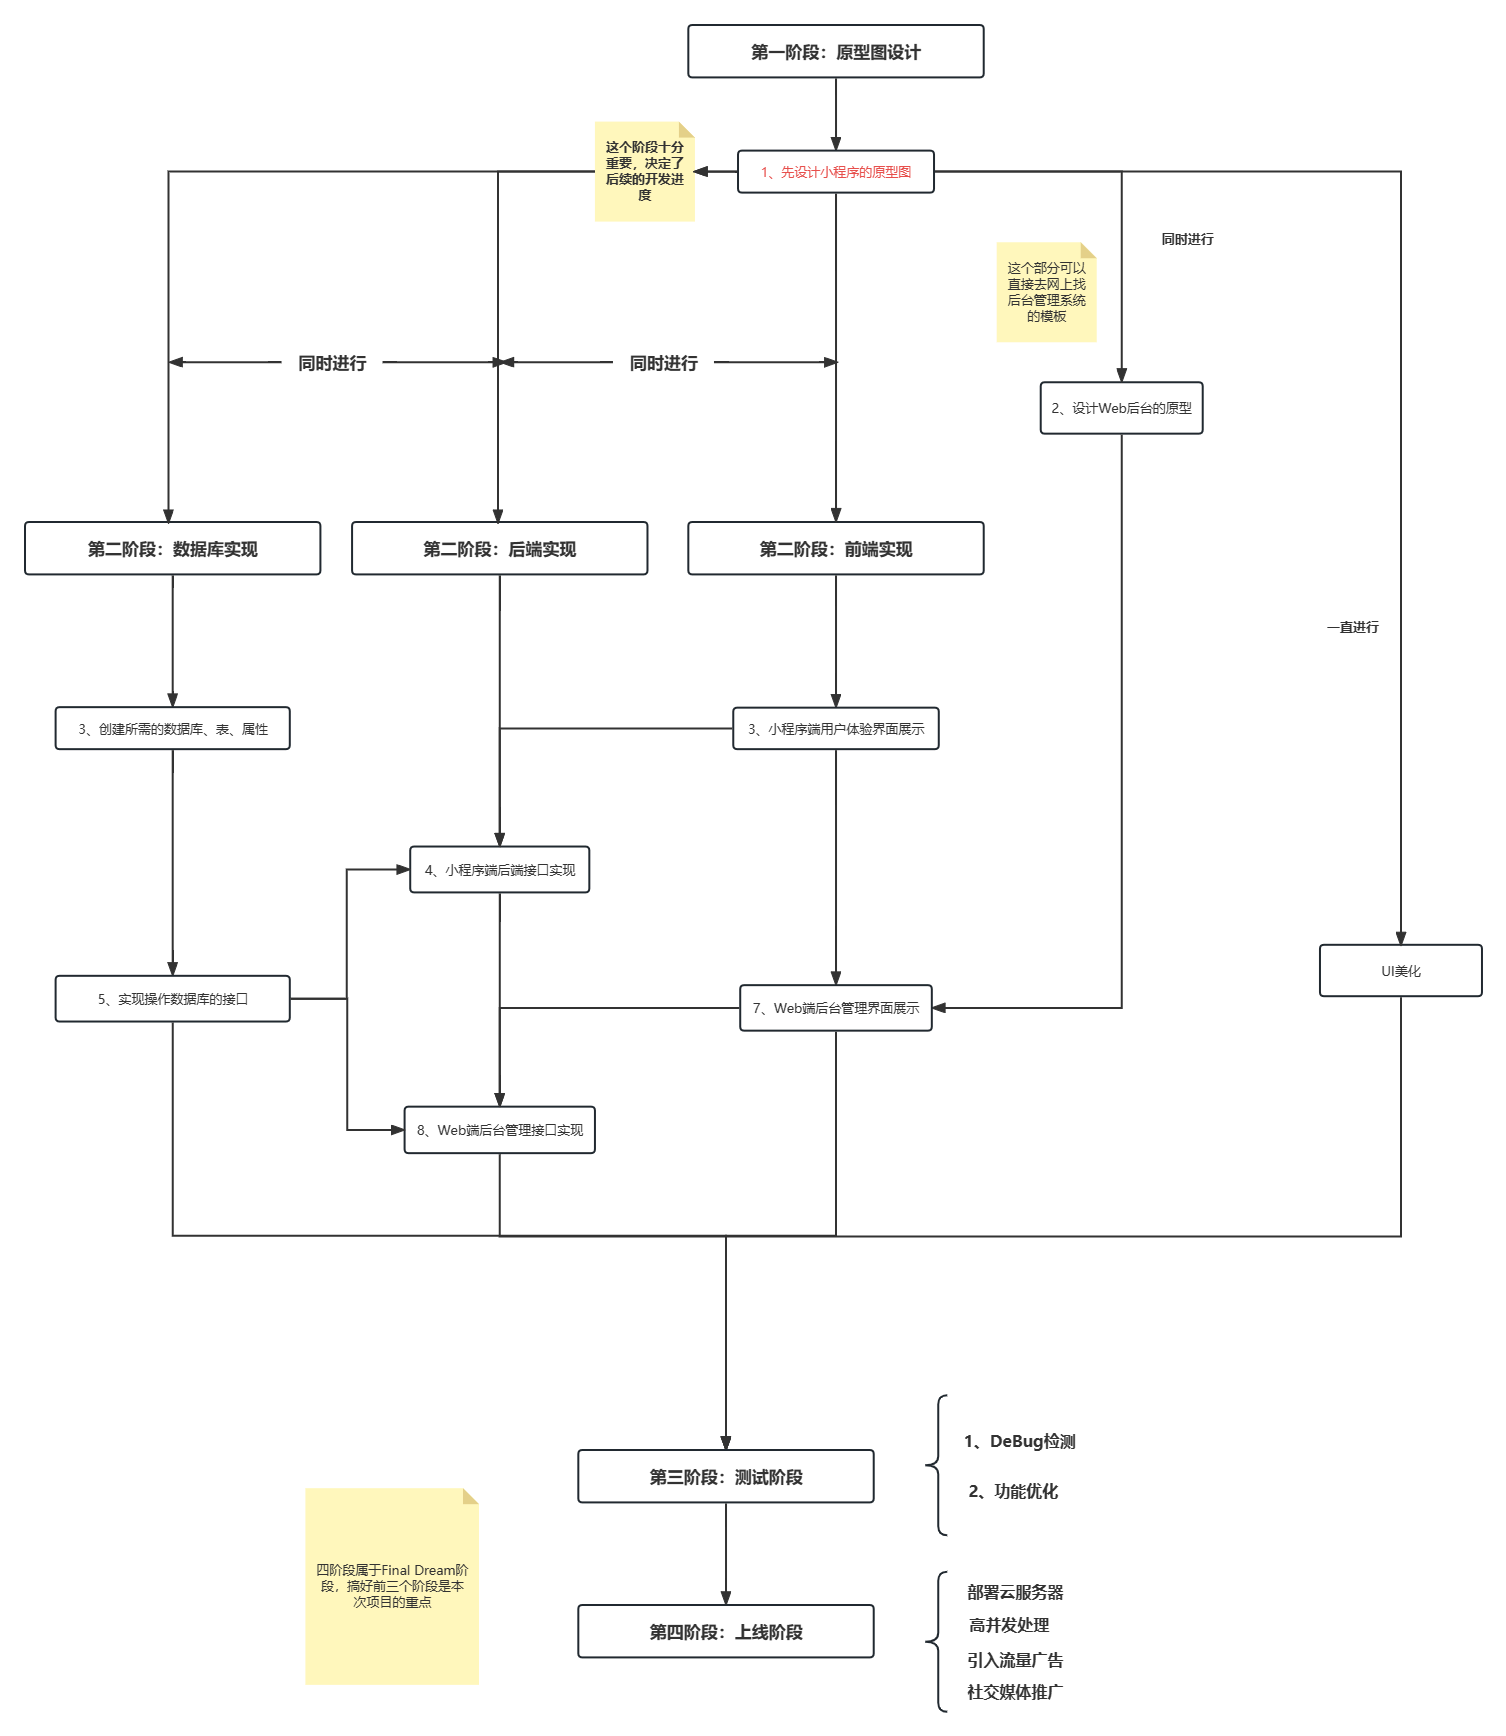 第一阶段：原型图设计
这个阶段十分
重要，决定了
后续的开发进
度
1、先设计小程序的原型图
同时进行
这个部分可以
直接去网上找
后台管理系统
的模板
同时进行
同时进行
2、设计Web后台的原型
第二阶段：数据库实现
第二阶段：后端实现
第二阶段：前端实现
一直进行
3、创建所需的数据库、表、属性
3、小程序端用户体验界面展示
4、小程序端后端接口实现
UI美化
5、实现操作数据库的接口
7、Web端后台管理界面展示
8、Web端后台管理接口实现
1、DeBug检测
第三阶段：测试阶段
2、功能优化
四阶段属于Final Dream阶
段，搞好前三个阶段是本
次项目的重点
部署云服务器
高并发处理
第四阶段：上线阶段
引入流量广告
社交媒体推广